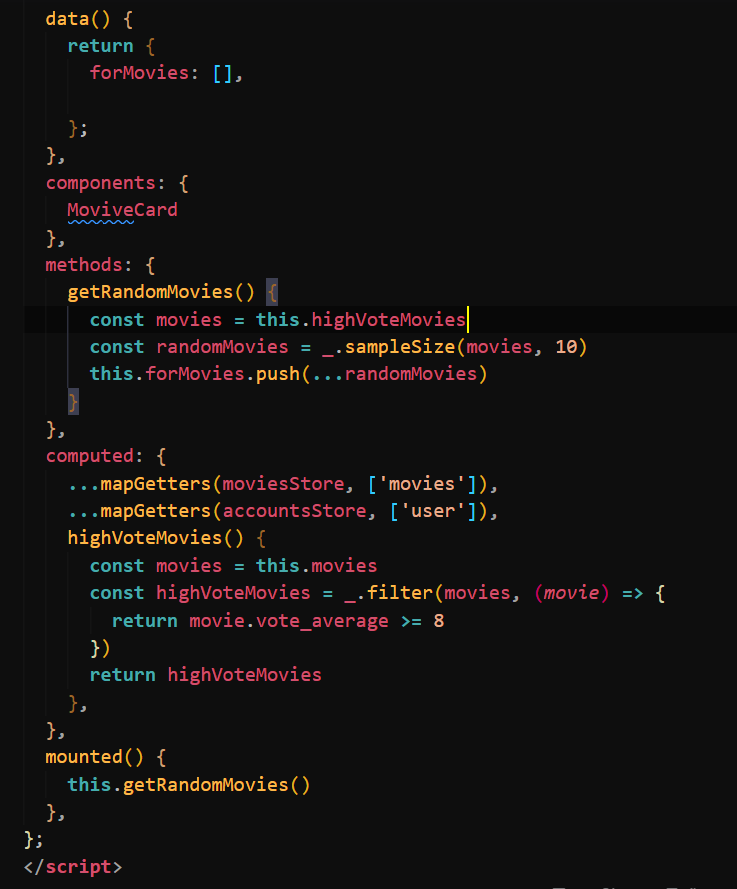 data() {
return {
forMovies: [],
};
},
components: {
MoviveCard
},
methods: {
getRandomMovies() {
const movies = this.highVoteMovies
const randomMovies = _.sampleSize(movies, 10)
this.forMovies.push(...randomMovies)
}
},
computed: {
...mapGetters(moviesStore, ['movies']),
...mapGetters(accountsStore, ['user']),
highVoteMovies() {
const movies = this.movies
const highVoteMovies = _.filter(movies, (movie) => {
return movie.vote_average >= 8
})
return highVoteMovies
},
},
mounted() {
this.getRandomMovies()
},
};
</script>